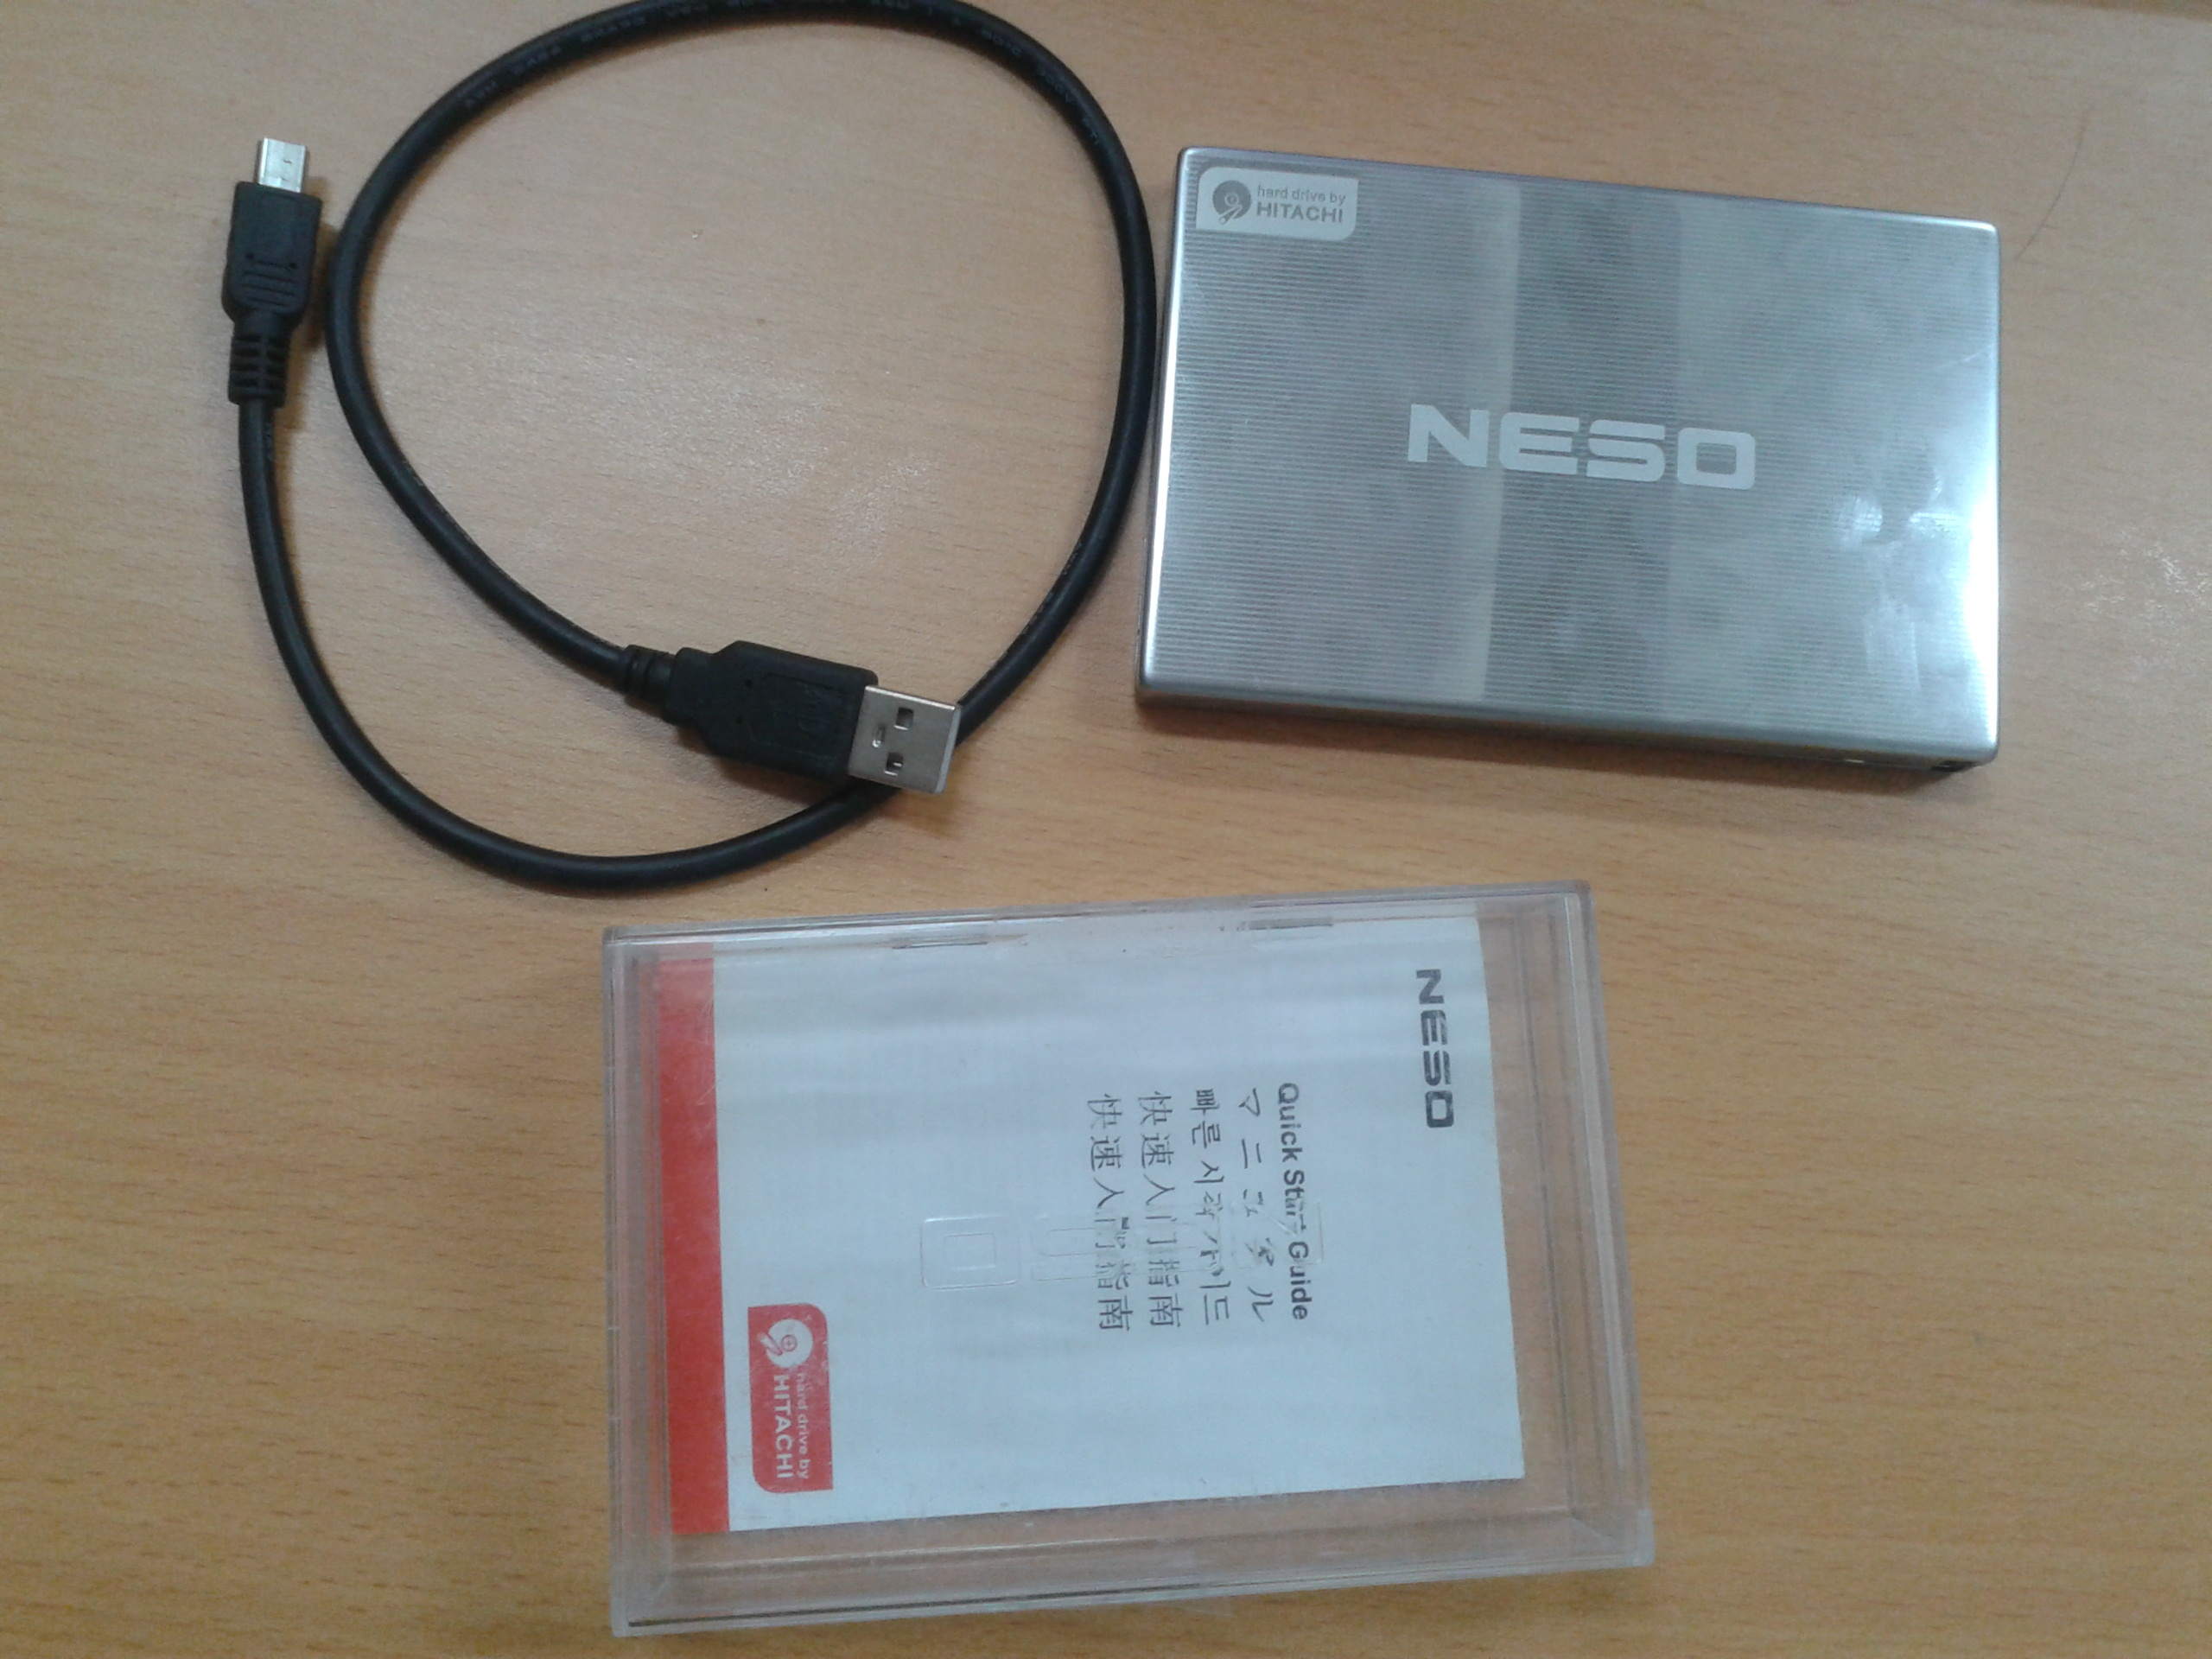 hard drive by
HITACHI
NESO
NESO
Quick Start Guide
マニュアル
빠른 시작 가이드
快速入门指南
快速入門指南
hard drive by
HITACHI